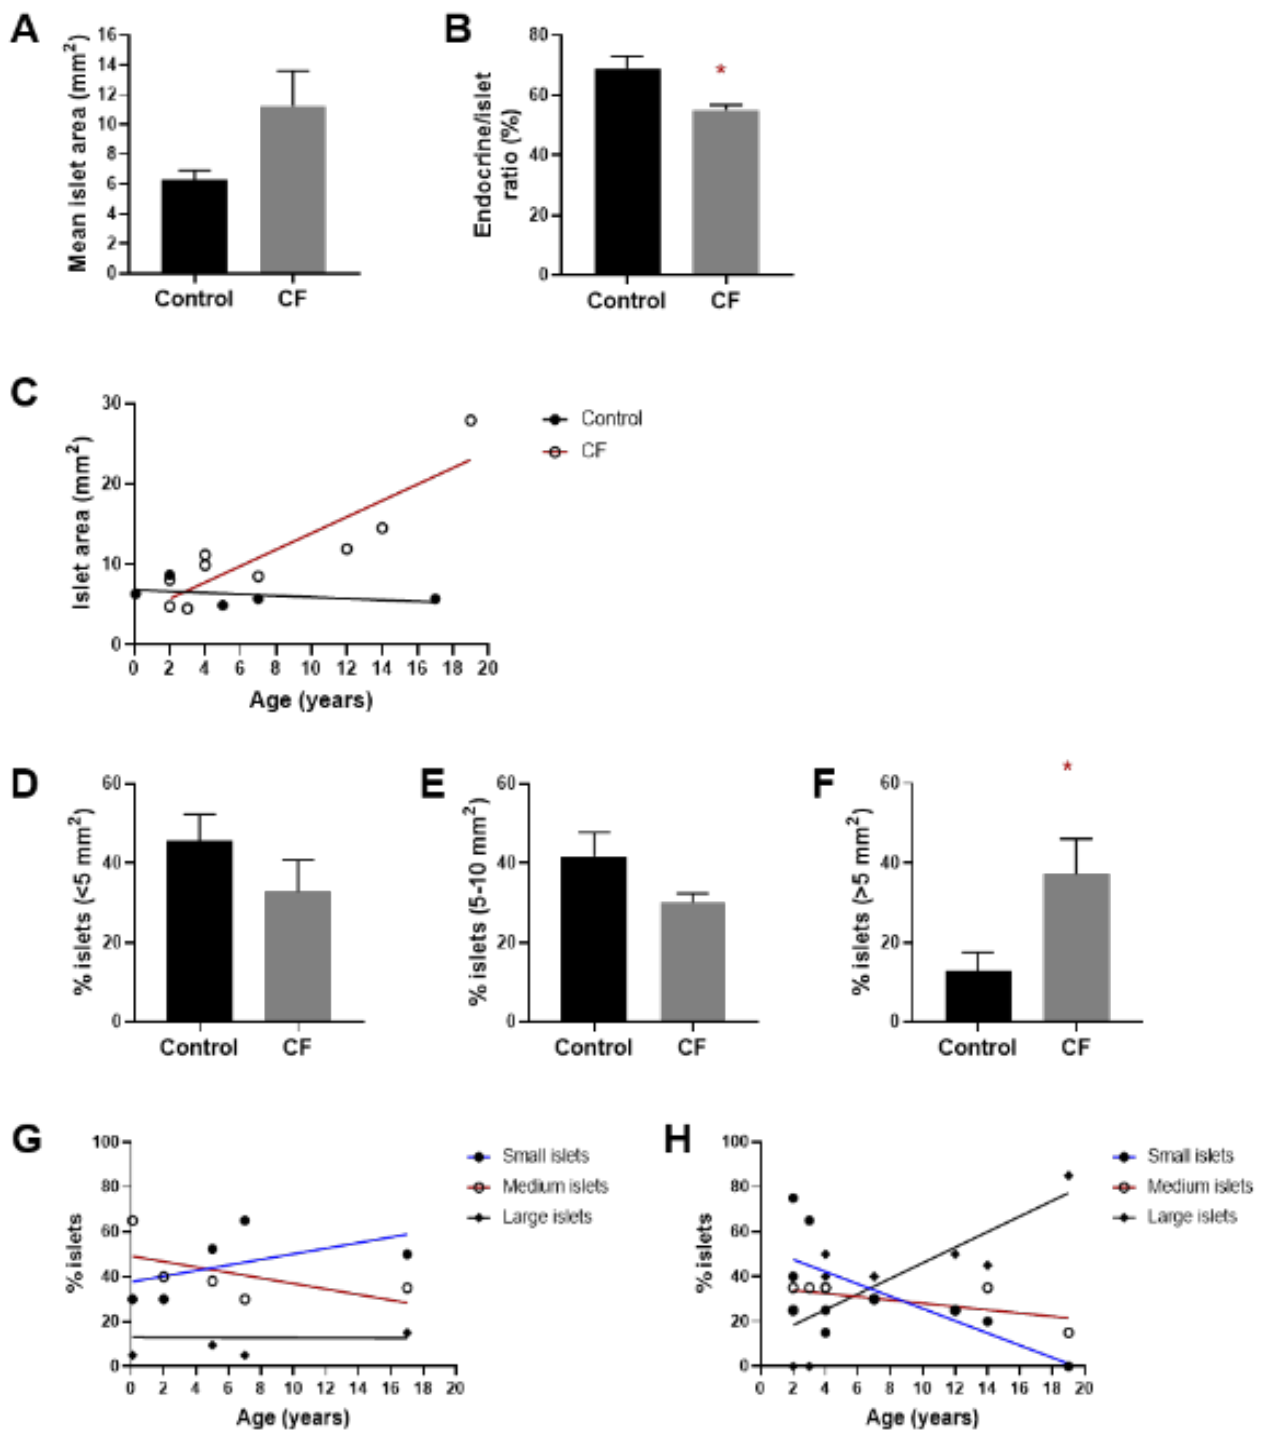 A
Mean islet area (mm²)
16
14
12
10
8
6
4
2
0
Control CF
B
Endocrine/islet
ratio (%)
80
60
40
20
0
*
Control CF
C
Islet area (mm²)
30
20
10
0
0 2 4 6 8 10 12 14 16 18 20
Age (years)
Control
CF
D
% islets (<5 mm²)
60
40
20
0
Control CF
E
% islets (5-10 mm²)
60
40
20
0
Control CF
F
% islets (>5 mm²)
60
40
20
0
*
Control CF
G
% islets
100
80
60
40
20
0
0 2 4 6 8 10 12 14 16 18 20
Age (years)
Small islets
Medium islets
Large islets
H
% islets
100
80
60
40
20
0
0 2 4 6 8 10 12 14 16 18 20
Age (years)
Small islets
Medium islets
Large islets